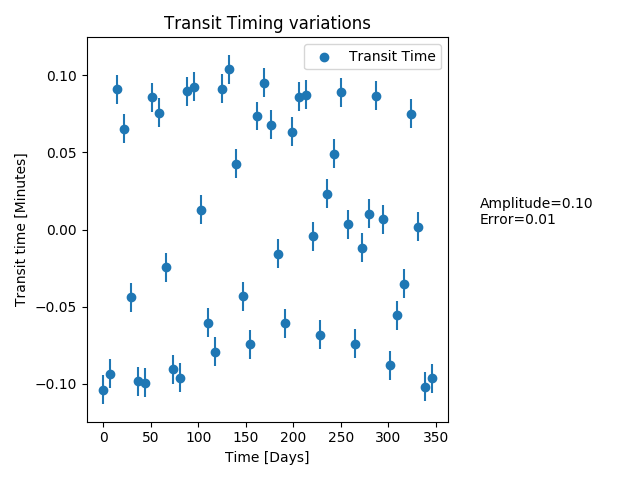 Transit Timing variations
Transit Time
Transit time [Minutes]
0.10
0.05
0.00
−0.05
−0.10
Amplitude=0.10
Error=0.01
0 50 100 150 200 250 300 350
Time [Days]